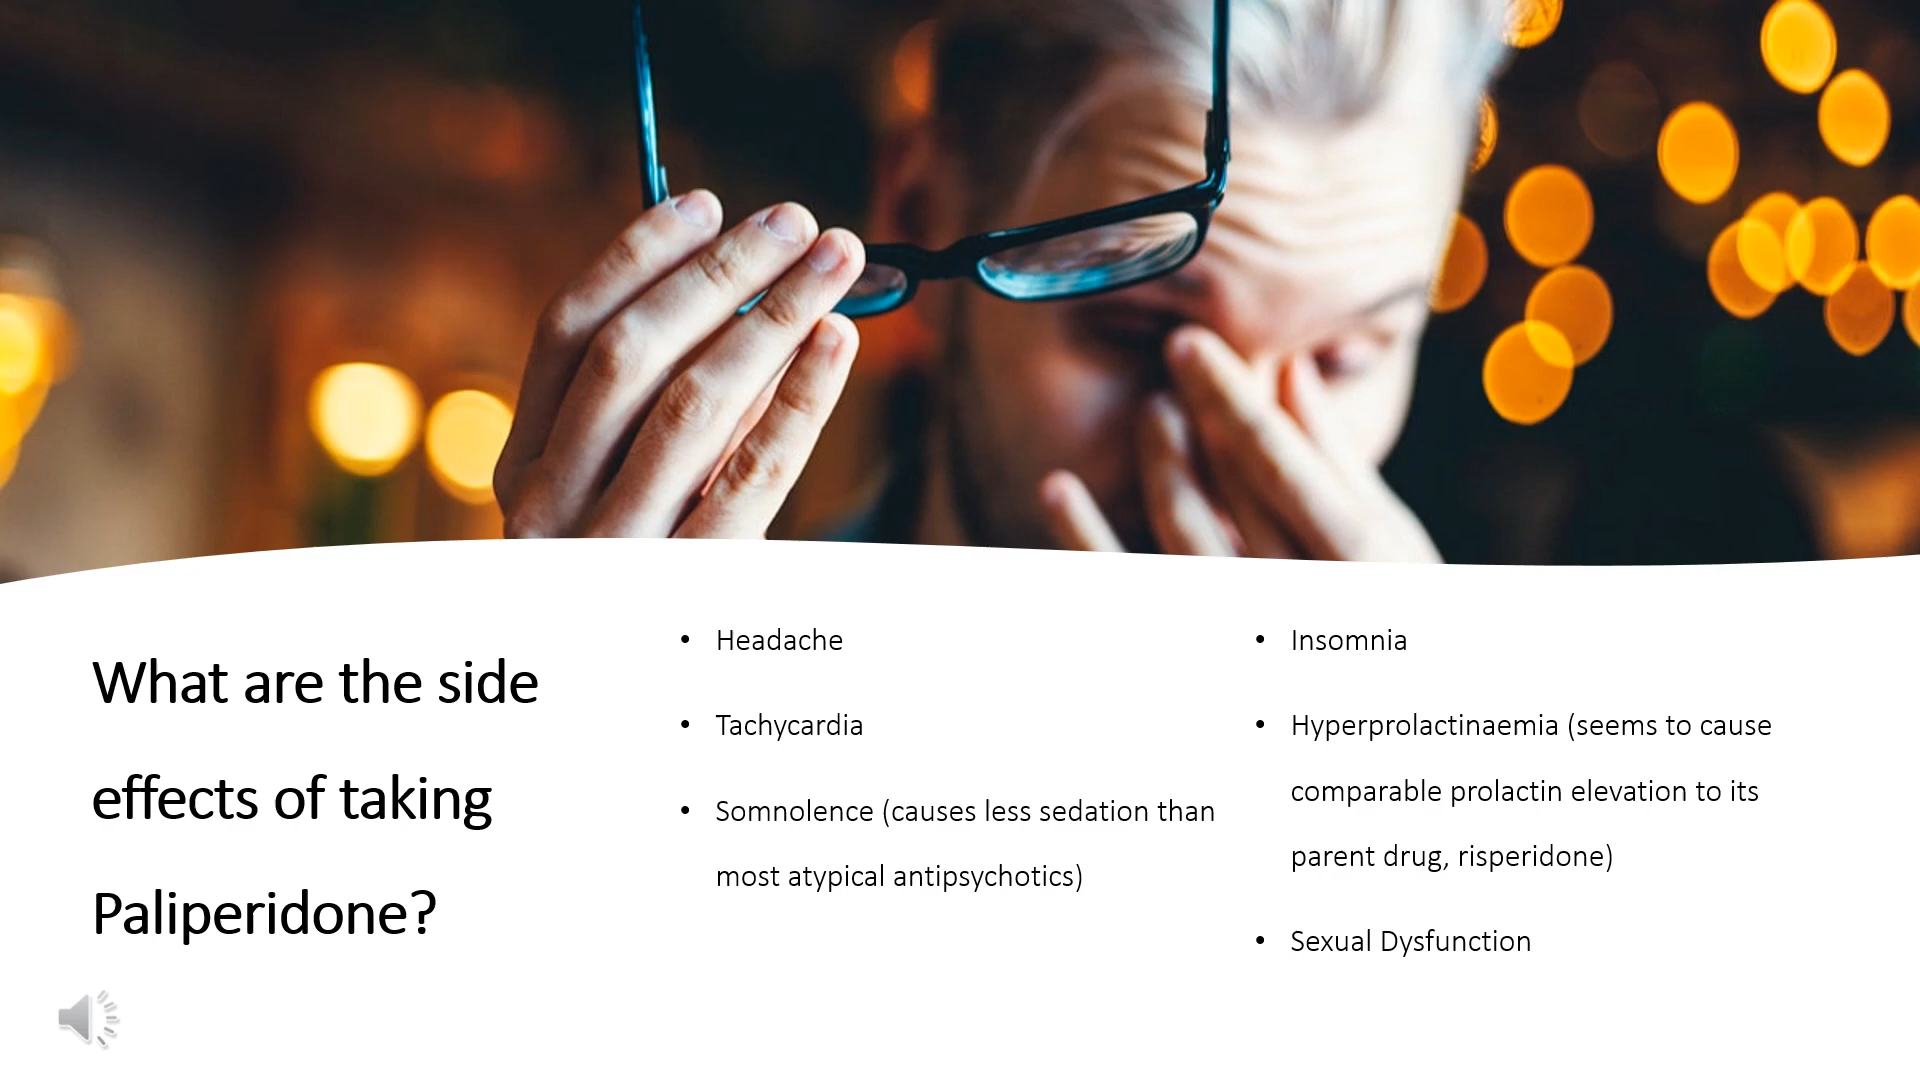 What are the side
effects of taking
Paliperidone?
• Headache
• Tachycardia
• Somnolence (causes less sedation than
most atypical antipsychotics)
• Insomnia
• Hyperprolactinaemia (seems to cause
comparable prolactin elevation to its
parent drug, risperidone)
• Sexual Dysfunction